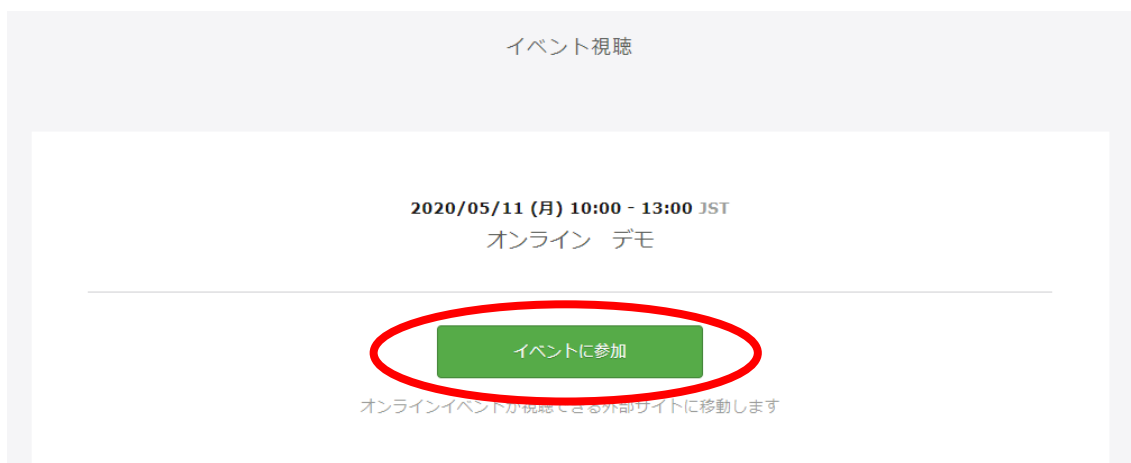 イベント視聴
2020/05/11 (月) 10:00 - 13:00 JST
オンライン　デモ
イベントに参加
オンラインイベントが視聴できる外部サイトに移動します